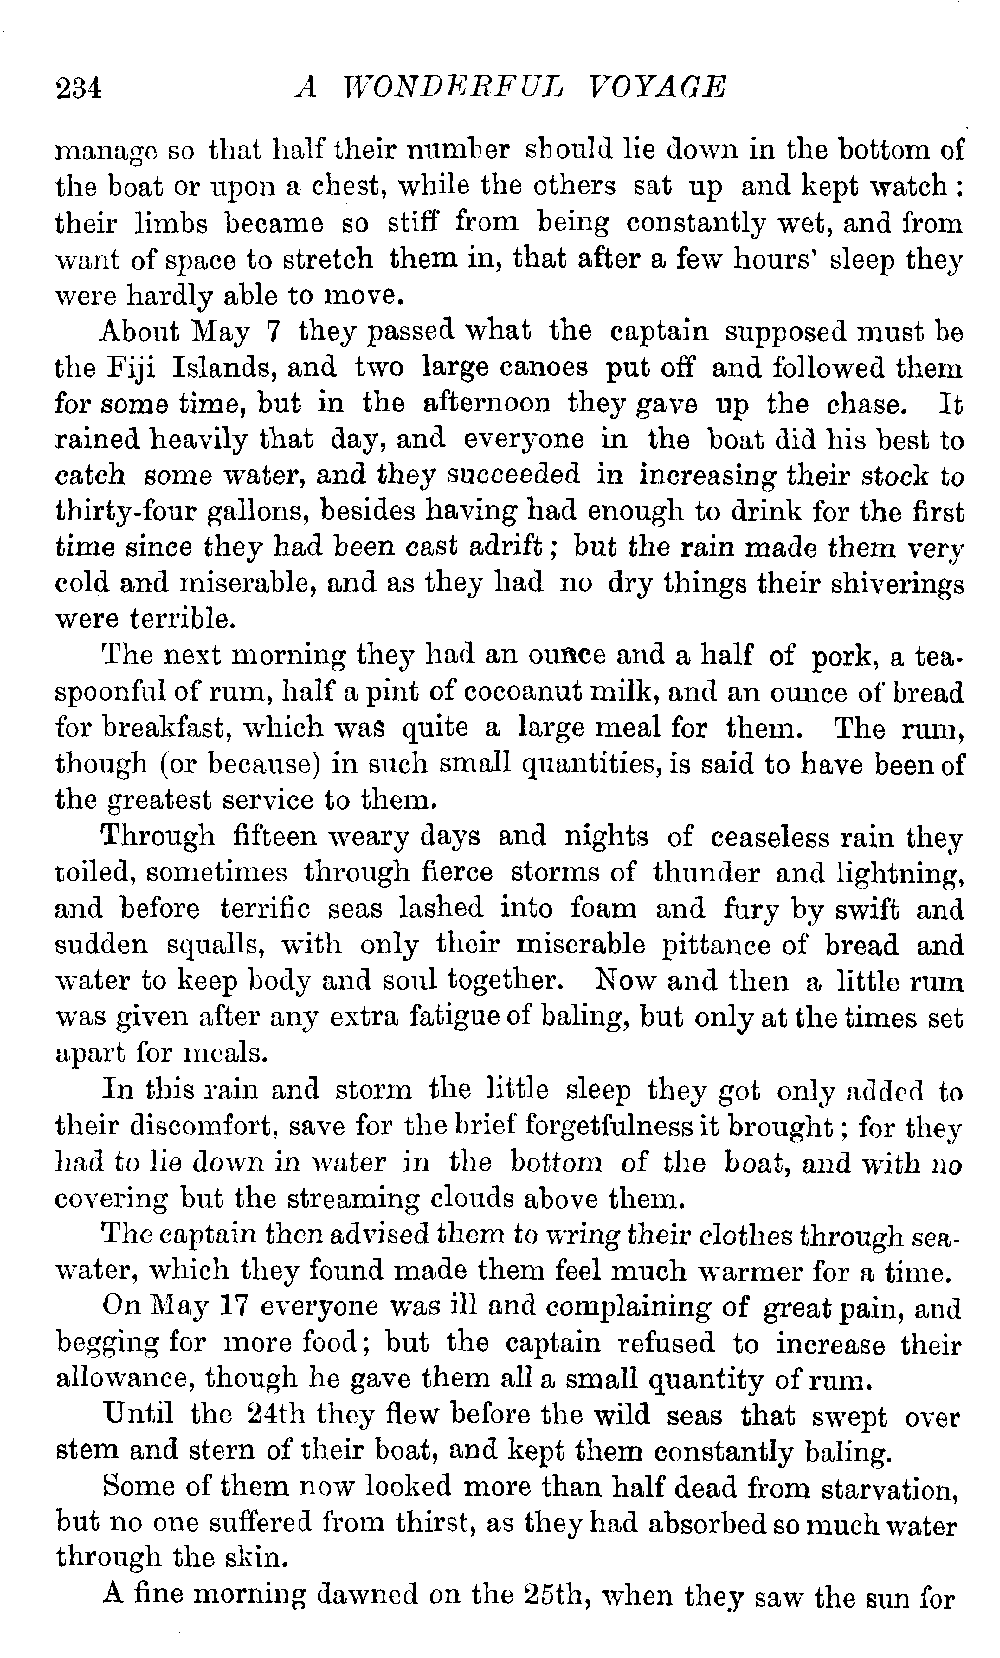 234 A WONDERFUL VOYAGE
manage so that half their number should lie down in the bottom of
the boat or upon a chest, while the others sat up and kept watch :
their limbs became so stiff from being constantly wet, and from
want of space to stretch them in, that after a few hours' sleep they
were hardly able to move.
About May 7 they passed what the captain supposed must be
the Fiji Islands, and two large canoes put off and followed them
for some time, but in the afternoon they gave up the chase. It
rained heavily that day, and everyone in the boat did his best to
catch some water, and they succeeded in increasing their stock to
thirty-four gallons, besides having had enough to drink for the first
time since they had been cast adrift ; but the rain made them very
cold and miserable, and as they had no dry things their shiverings
were terrible.
The next morning they had an ounce and a half of pork, a tea-
spoonful of rum, half a pint of cocoanut milk, and an ounce of bread
for breakfast, which was quite a large meal for them. The rum,
though (or because) in such small quantities, is said to have been of
the greatest service to them.
Through fifteen weary days and nights of ceaseless rain they
toiled, sometimes through fierce storms of thunder and lightning,
and before terrific seas lashed into foam and fury by swift and
sudden squalls, with only their miserable pittance of bread and
water to keep body and soul together. Now and then a little rum
was given after any extra fatigue of baling, but only at the times set
apart for meals.
In this rain and storm the little sleep they got only added to
their discomfort, save for the brief forgetfulness it brought ; for they
had to lie down in water in the bottom of the boat, and with no
covering but the streaming clouds above them.
The captain then advised them to wring their clothes through sea-
water, which they found made them feel much warmer for a time.
On May 17 everyone was ill and complaining of great pain, and
begging for more food ; but the captain refused to increase their
allowance, though he gave them all a small quantity of rum.
Until the 24th they flew before the wild seas that swept over
stem and stern of their boat, and kept them constantly baling.
Some of them now looked more than half dead from starvation,
but no one suffered from thirst, as they had absorbed so much water
through the skin.
A fine morning dawned on the 25th, when they saw the sun for